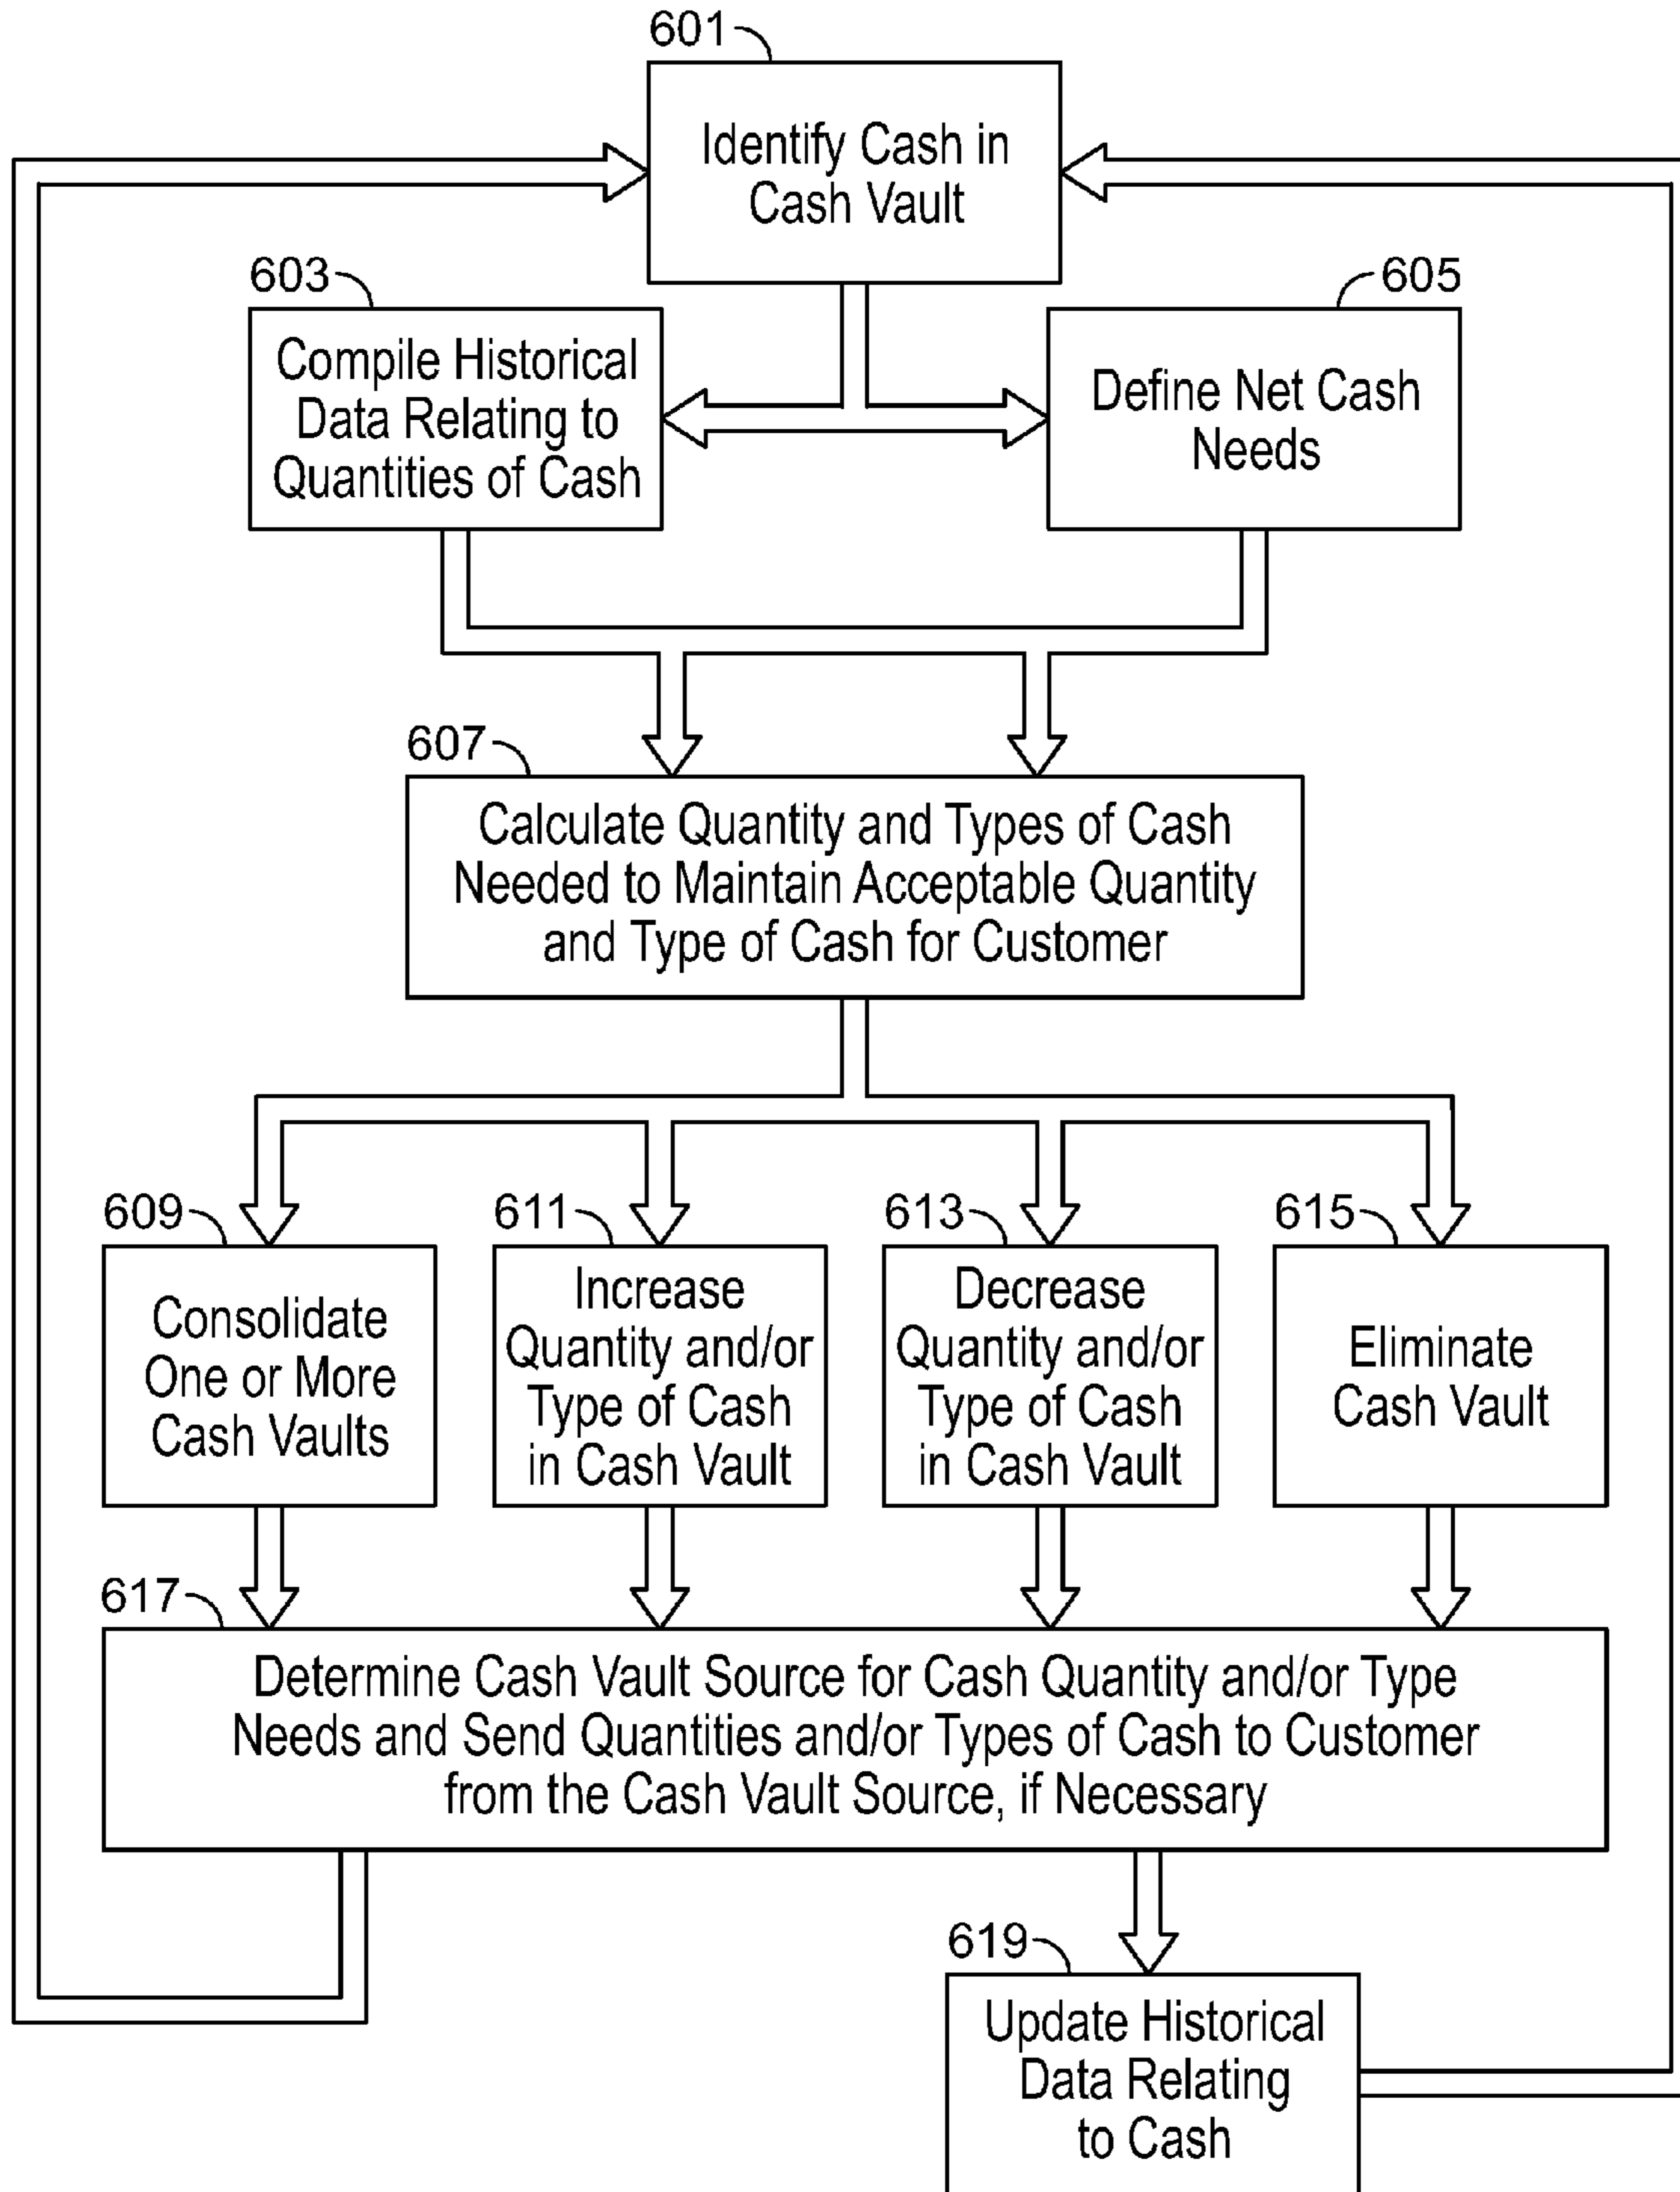 601
Identify Cash in
Cash Vault
603
Compile Historical
Data Relating to
Quantities of Cash
605
Define Net Cash
Needs
607
Calculate Quantity and Types of Cash
Needed to Maintain Acceptable Quantity
and Type of Cash for Customer
609
Consolidate
One or More
Cash Vaults
611
Increase
Quantity and/or
Type of Cash
in Cash Vault
613
Decrease
Quantity and/or
Type of Cash
in Cash Vault
615
Eliminate
Cash Vault
617
Determine Cash Vault Source for Cash Quantity and/or Type
Needs and Send Quantities and/or Types of Cash to Customer
from the Cash Vault Source, if Necessary
619
Update Historical
Data Relating
to Cash